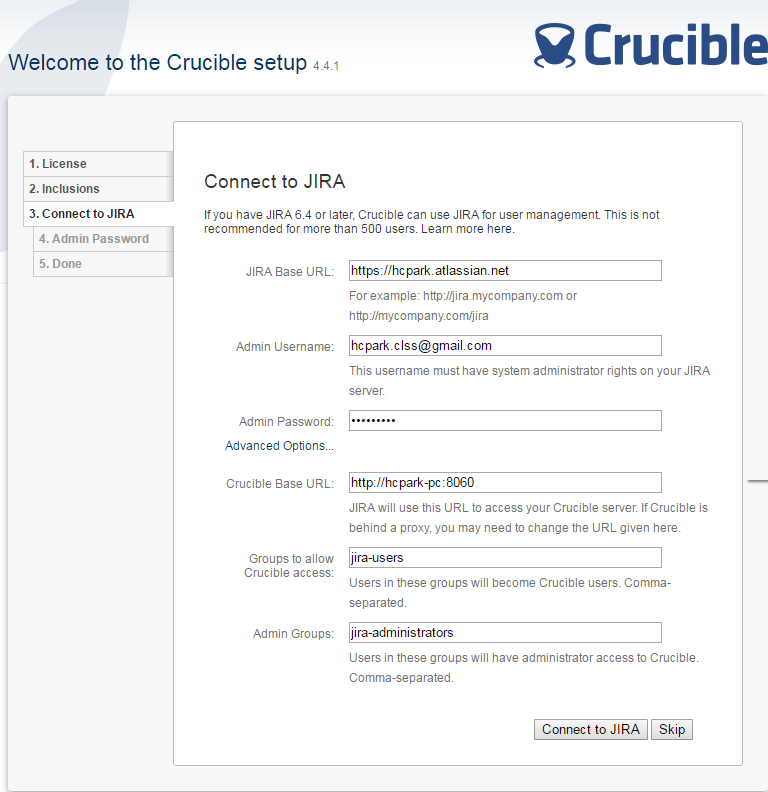 Crucible
Welcome to the Crucible setup 4.4.1
1. License
2. Inclusions
3. Connect to JIRA
4. Admin Password
5. Done
Connect to JIRA
If you have JIRA 6.4 or later, Crucible can use JIRA for user management. This is not
recommended for more than 500 users. Learn more here.
JIRA Base URL: https://hcpark.atlassian.net
For example: http://jira.mycompany.com or
http://mycompany.com/jira
Admin Username: hcpark.clss@gmail.com
This username must have system administrator rights on your JIRA
server.
Admin Password: •••••••••
Advanced Options...
Crucible Base URL: http://hcpark-pc:8060
JIRA will use this URL to access your Crucible server. If Crucible is
behind a proxy, you may need to change the URL given here.
Groups to allow
Crucible access: jira-users
Users in these groups will become Crucible users. Comma-
separated.
Admin Groups: jira-administrators
Users in these groups will have administrator access to Crucible.
Comma-separated.
Connect to JIRA Skip